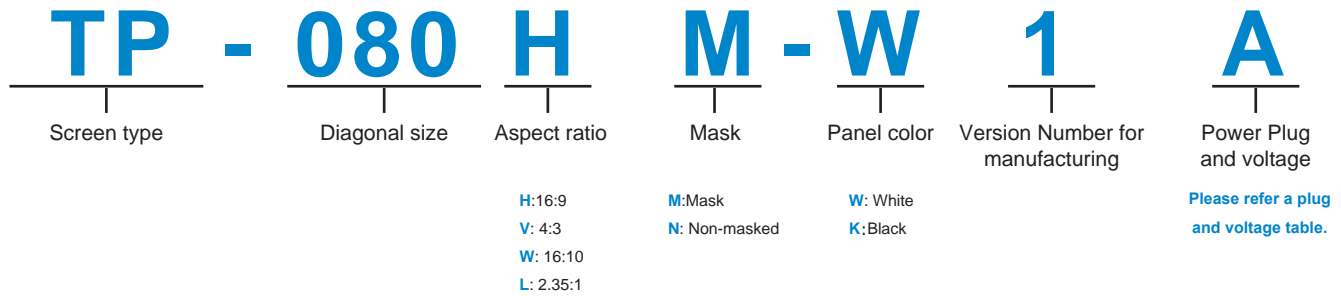 TP - 080 H M - W 1 A
Screen type
Diagonal size
Aspect ratio
Mask
Panel color
Version Number for
manufacturing
Power Plug
and voltage
H:16:9
V: 4:3
W: 16:10
L: 2.35:1
M:Mask
N: Non-masked
W: White
K:Black
Please refer a plug
and voltage table.